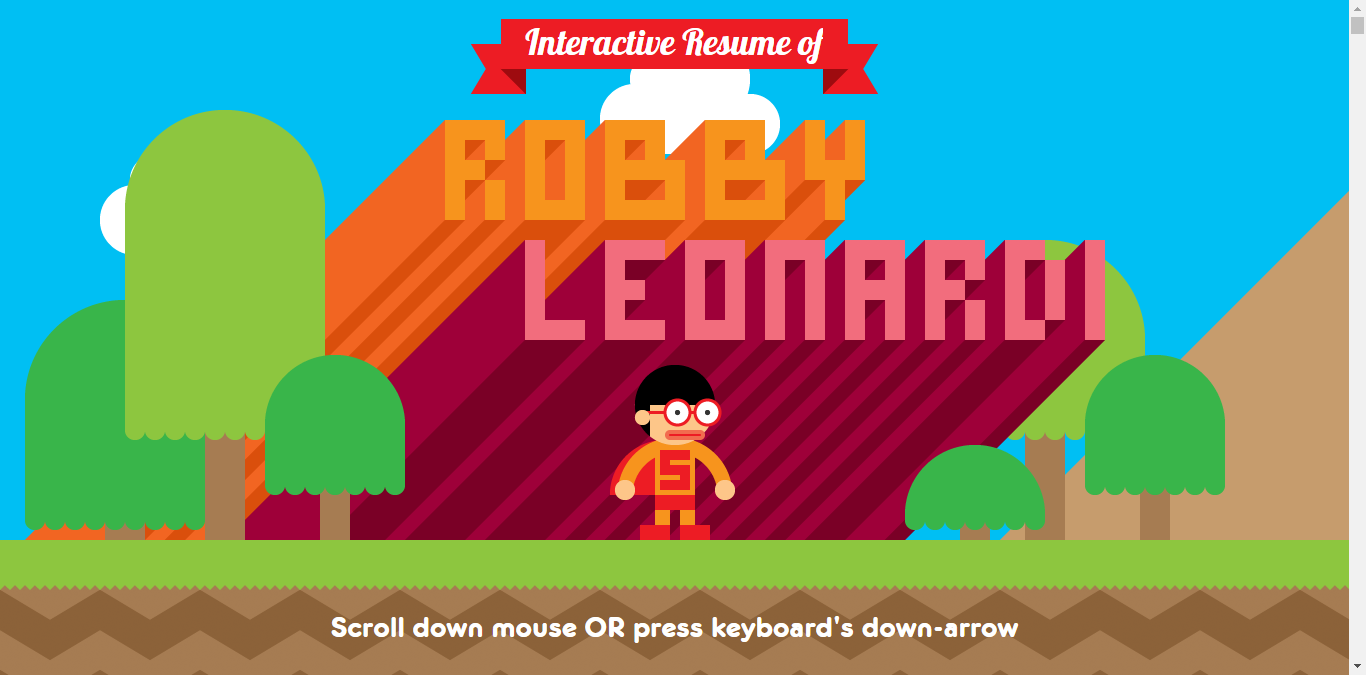 Interactive Resume of
ROBBY
LEONARDI
S
Scroll down mouse OR press keyboard's down-arrow